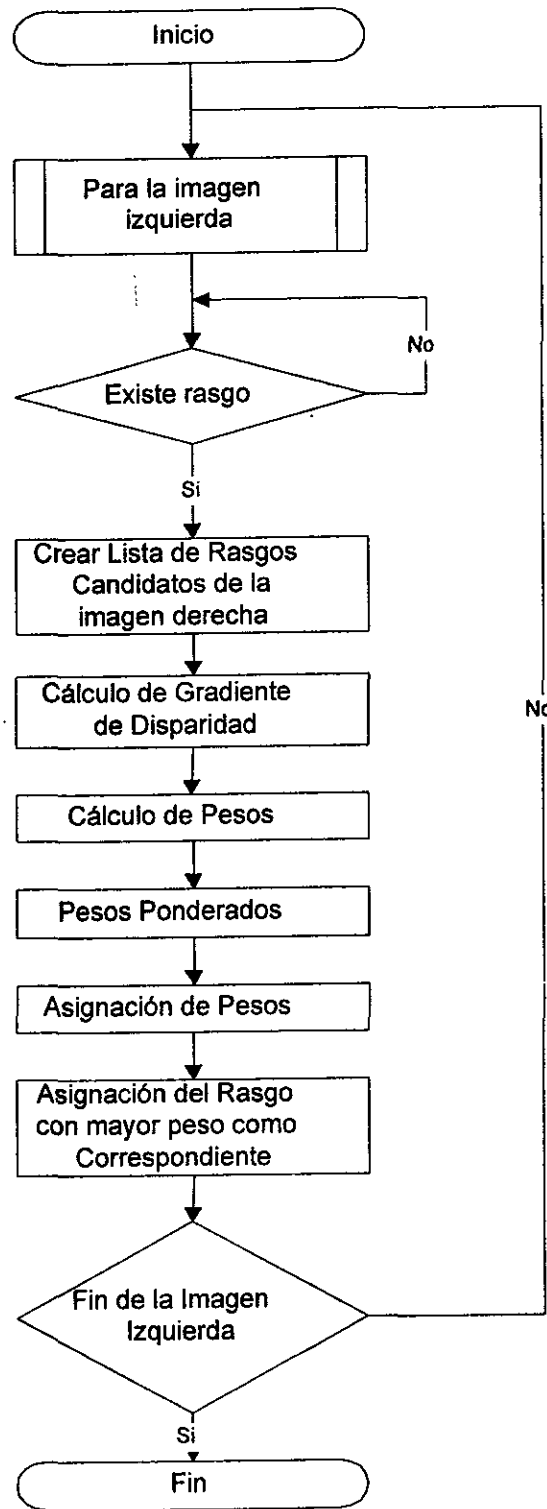 Inicio
Para la imagen
izquierda
No
Existe rasgo
Si
Crear Lista de Rasgos
Candidatos de la
imagen derecha
Cálculo de Gradiente
de Disparidad
No
Cálculo de Pesos
Pesos Ponderados
Asignación de Pesos
Asignación del Rasgo
con mayor peso como
Correspondiente
Fin de la Imagen
Izquierda
Si
Fin